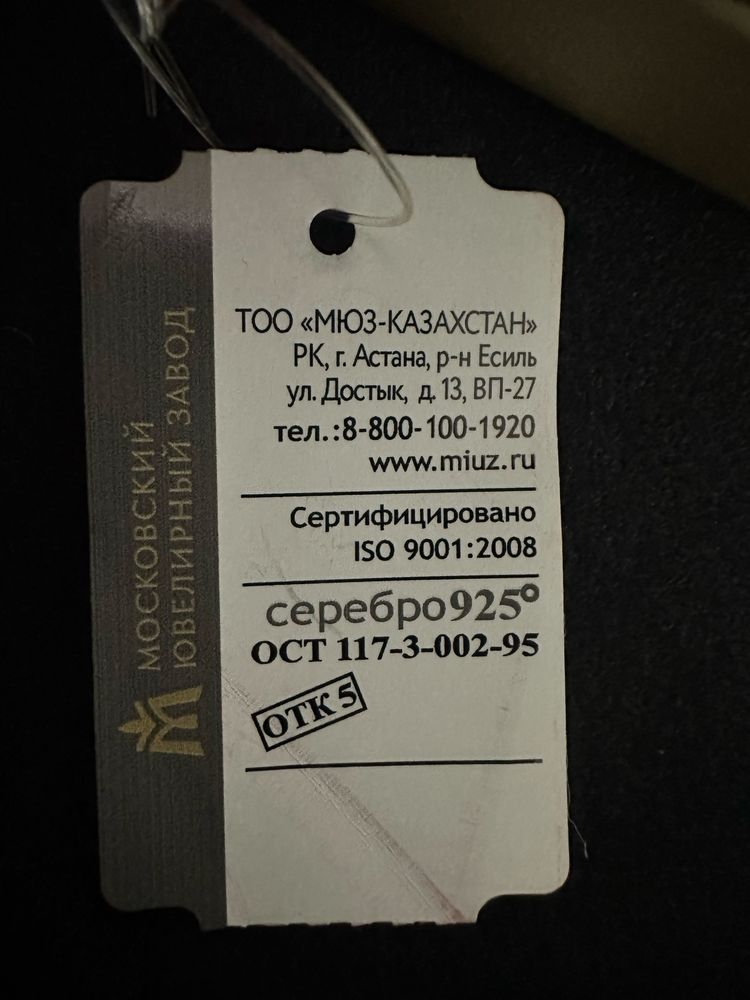 МОСКОВСКИЙ
ЮВЕЛИРНЫЙ ЗАВОД
ТОО «МЮЗ-КАЗАХСТАН»
РК, г. Астана, р-н Есиль
ул. Достык, д. 13, ВП-27
тел.:8-800-100-1920
www.miuz.ru
Сертифицировано
ISO 9001:2008
серебро925°
ОСТ 117-3-002-95
ОТК 5